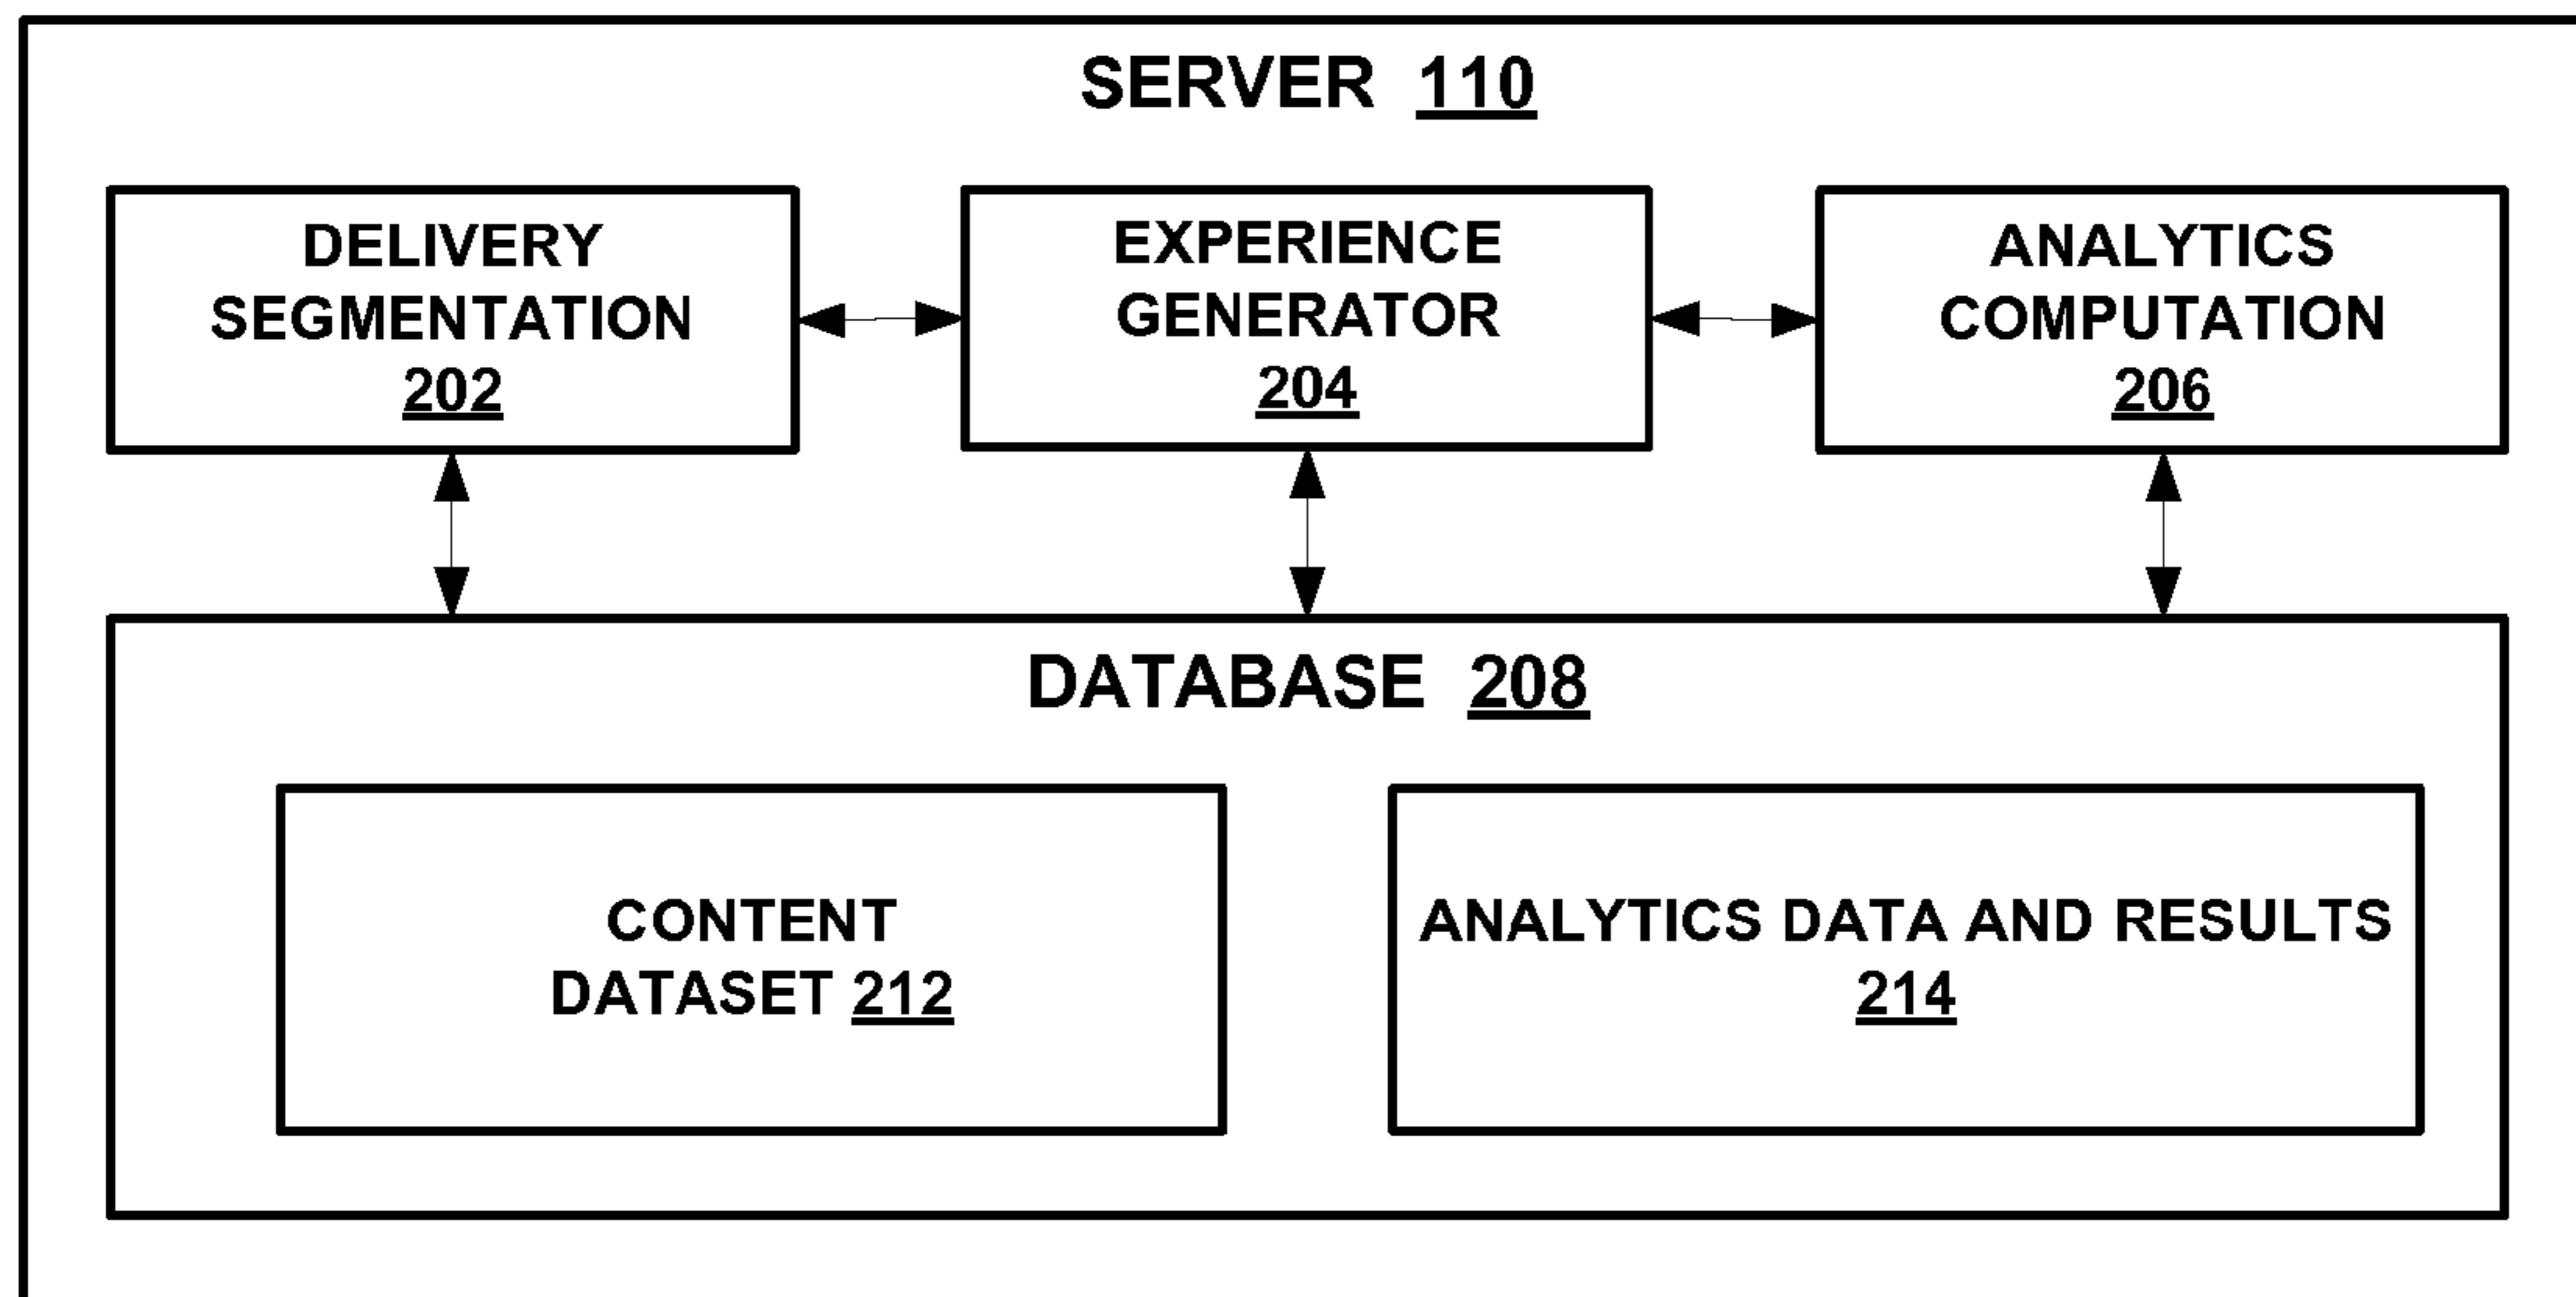 SERVER 110
DELIVERY
SEGMENTATION
202
EXPERIENCE
GENERATOR
204
ANALYTICS
COMPUTATION
206
DATABASE 208
CONTENT
DATASET 212
ANALYTICS DATA AND RESULTS
214